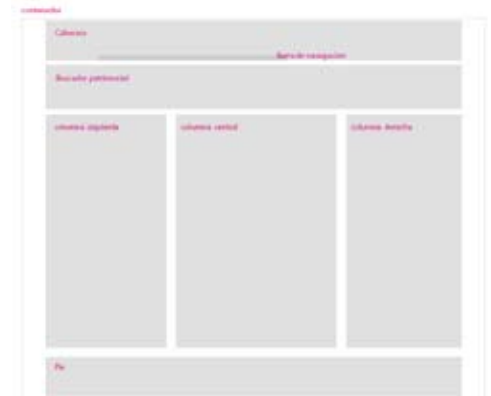 contenedor
Cabecera
Barra de navegación
Buscador patrimonial
columna izquierda
columna central
columna derecha
Pie